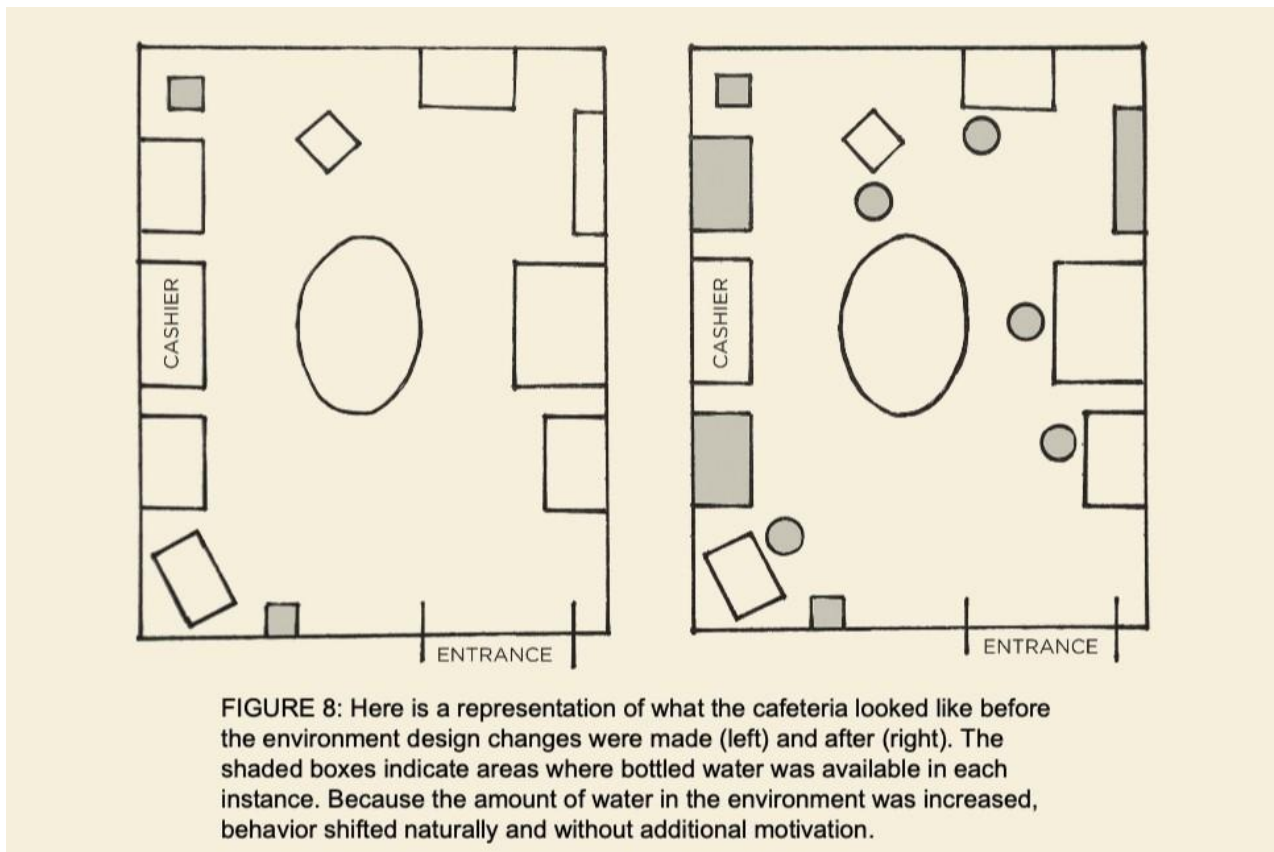 CASHIER
ENTRANCE
CASHIER
ENTRANCE
FIGURE 8: Here is a representation of what the cafeteria looked like before
the environment design changes were made (left) and after (right). The
shaded boxes indicate areas where bottled water was available in each
instance. Because the amount of water in the environment was increased,
behavior shifted naturally and without additional motivation.